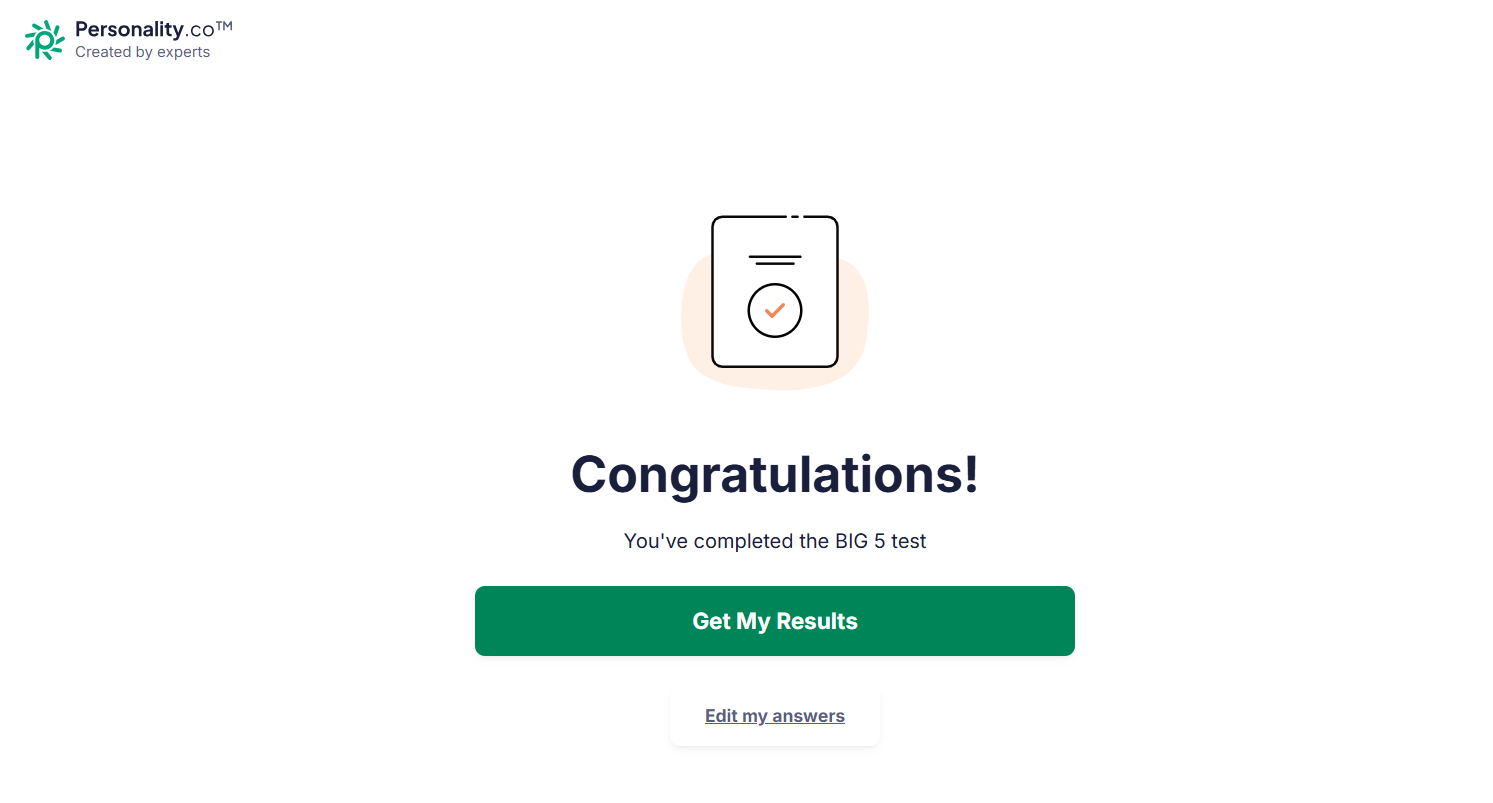 Personality.co™
Created by experts
Congratulations!
You've completed the BIG 5 test
Get My Results
Edit my answers